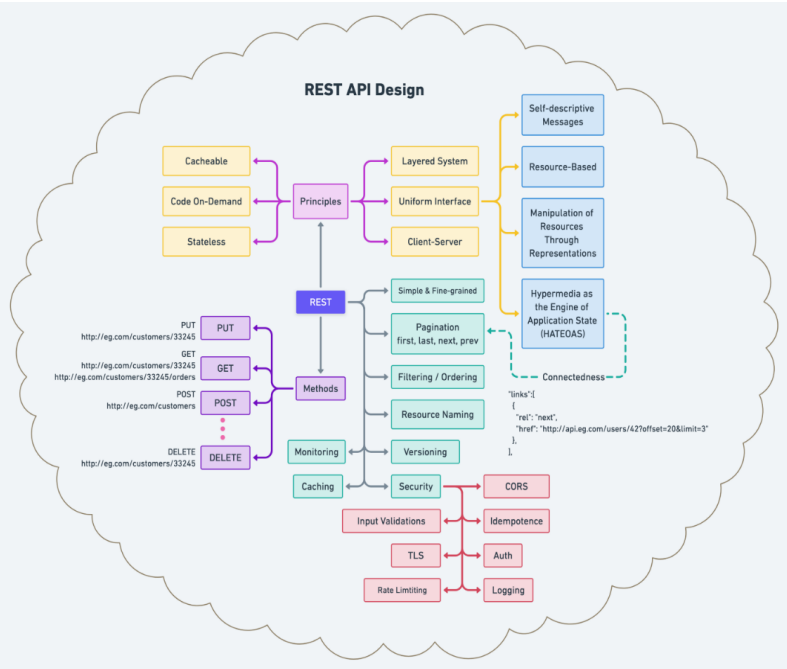 REST API Design
Cacheable
Code On-Demand
Stateless
Principles
Layered System
Uniform Interface
Client-Server
Self-descriptive
Messages
Resource-Based
Manipulation of
Resources
Through
Representations
Hypermedia as
the Engine of
Application State
(HATEOAS)
REST
Simple & Fine-grained
Pagination
first, last, next, prev
Filtering / Ordering
Resource Naming
Monitoring
Versioning
Caching
Security
Connectedness
"links":[
{
"rel": "next",
"href": "http://api.eg.com/users/42?offset=20&limit=3"
},
],
Methods
PUT
http://eg.com/customers/33245
PUT
GET
http://eg.com/customers/33245
http://eg.com/customers/33245/orders
GET
POST
http://eg.com/customers
POST
DELETE
http://eg.com/customers/33245
DELETE
CORS
Input Validations
Idempotence
TLS
Auth
Rate Limtiting
Logging